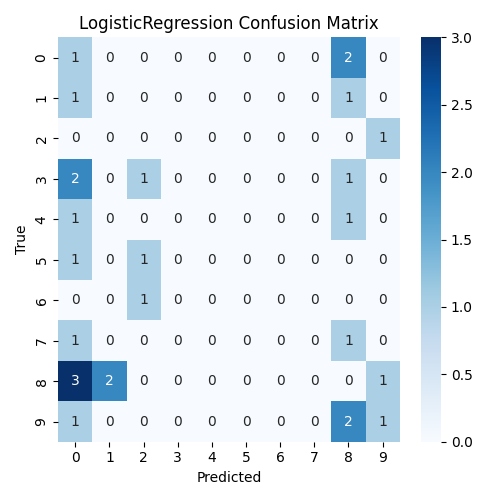 LogisticRegression Confusion Matrix
0 1 0 0 0 0 0 0 0 2 0
1 1 0 0 0 0 0 0 0 1 0
2 0 0 0 0 0 0 0 0 0 1
3 2 0 1 0 0 0 0 0 1 0
4 1 0 0 0 0 0 0 0 1 0
5 1 0 1 0 0 0 0 0 0 0
6 0 0 1 0 0 0 0 0 0 0
7 1 0 0 0 0 0 0 0 1 0
8 3 2 0 0 0 0 0 0 0 1
9 1 0 0 0 0 0 0 0 2 1
0 1 2 3 4 5 6 7 8 9
Predicted
True
3.0
2.5
2.0
1.5
1.0
0.5
0.0